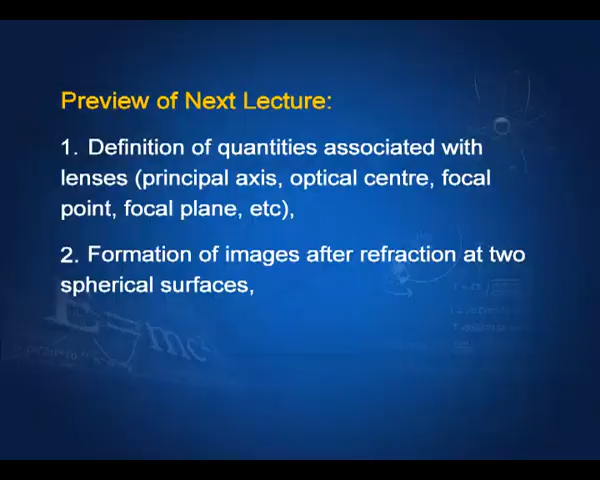 Preview of Next Lecture:
1. Definition of quantities associated with
lenses (principal axis, optical centre, focal
point, focal plane, etc),
2. Formation of images after refraction at two
spherical surfaces,
E=mc²